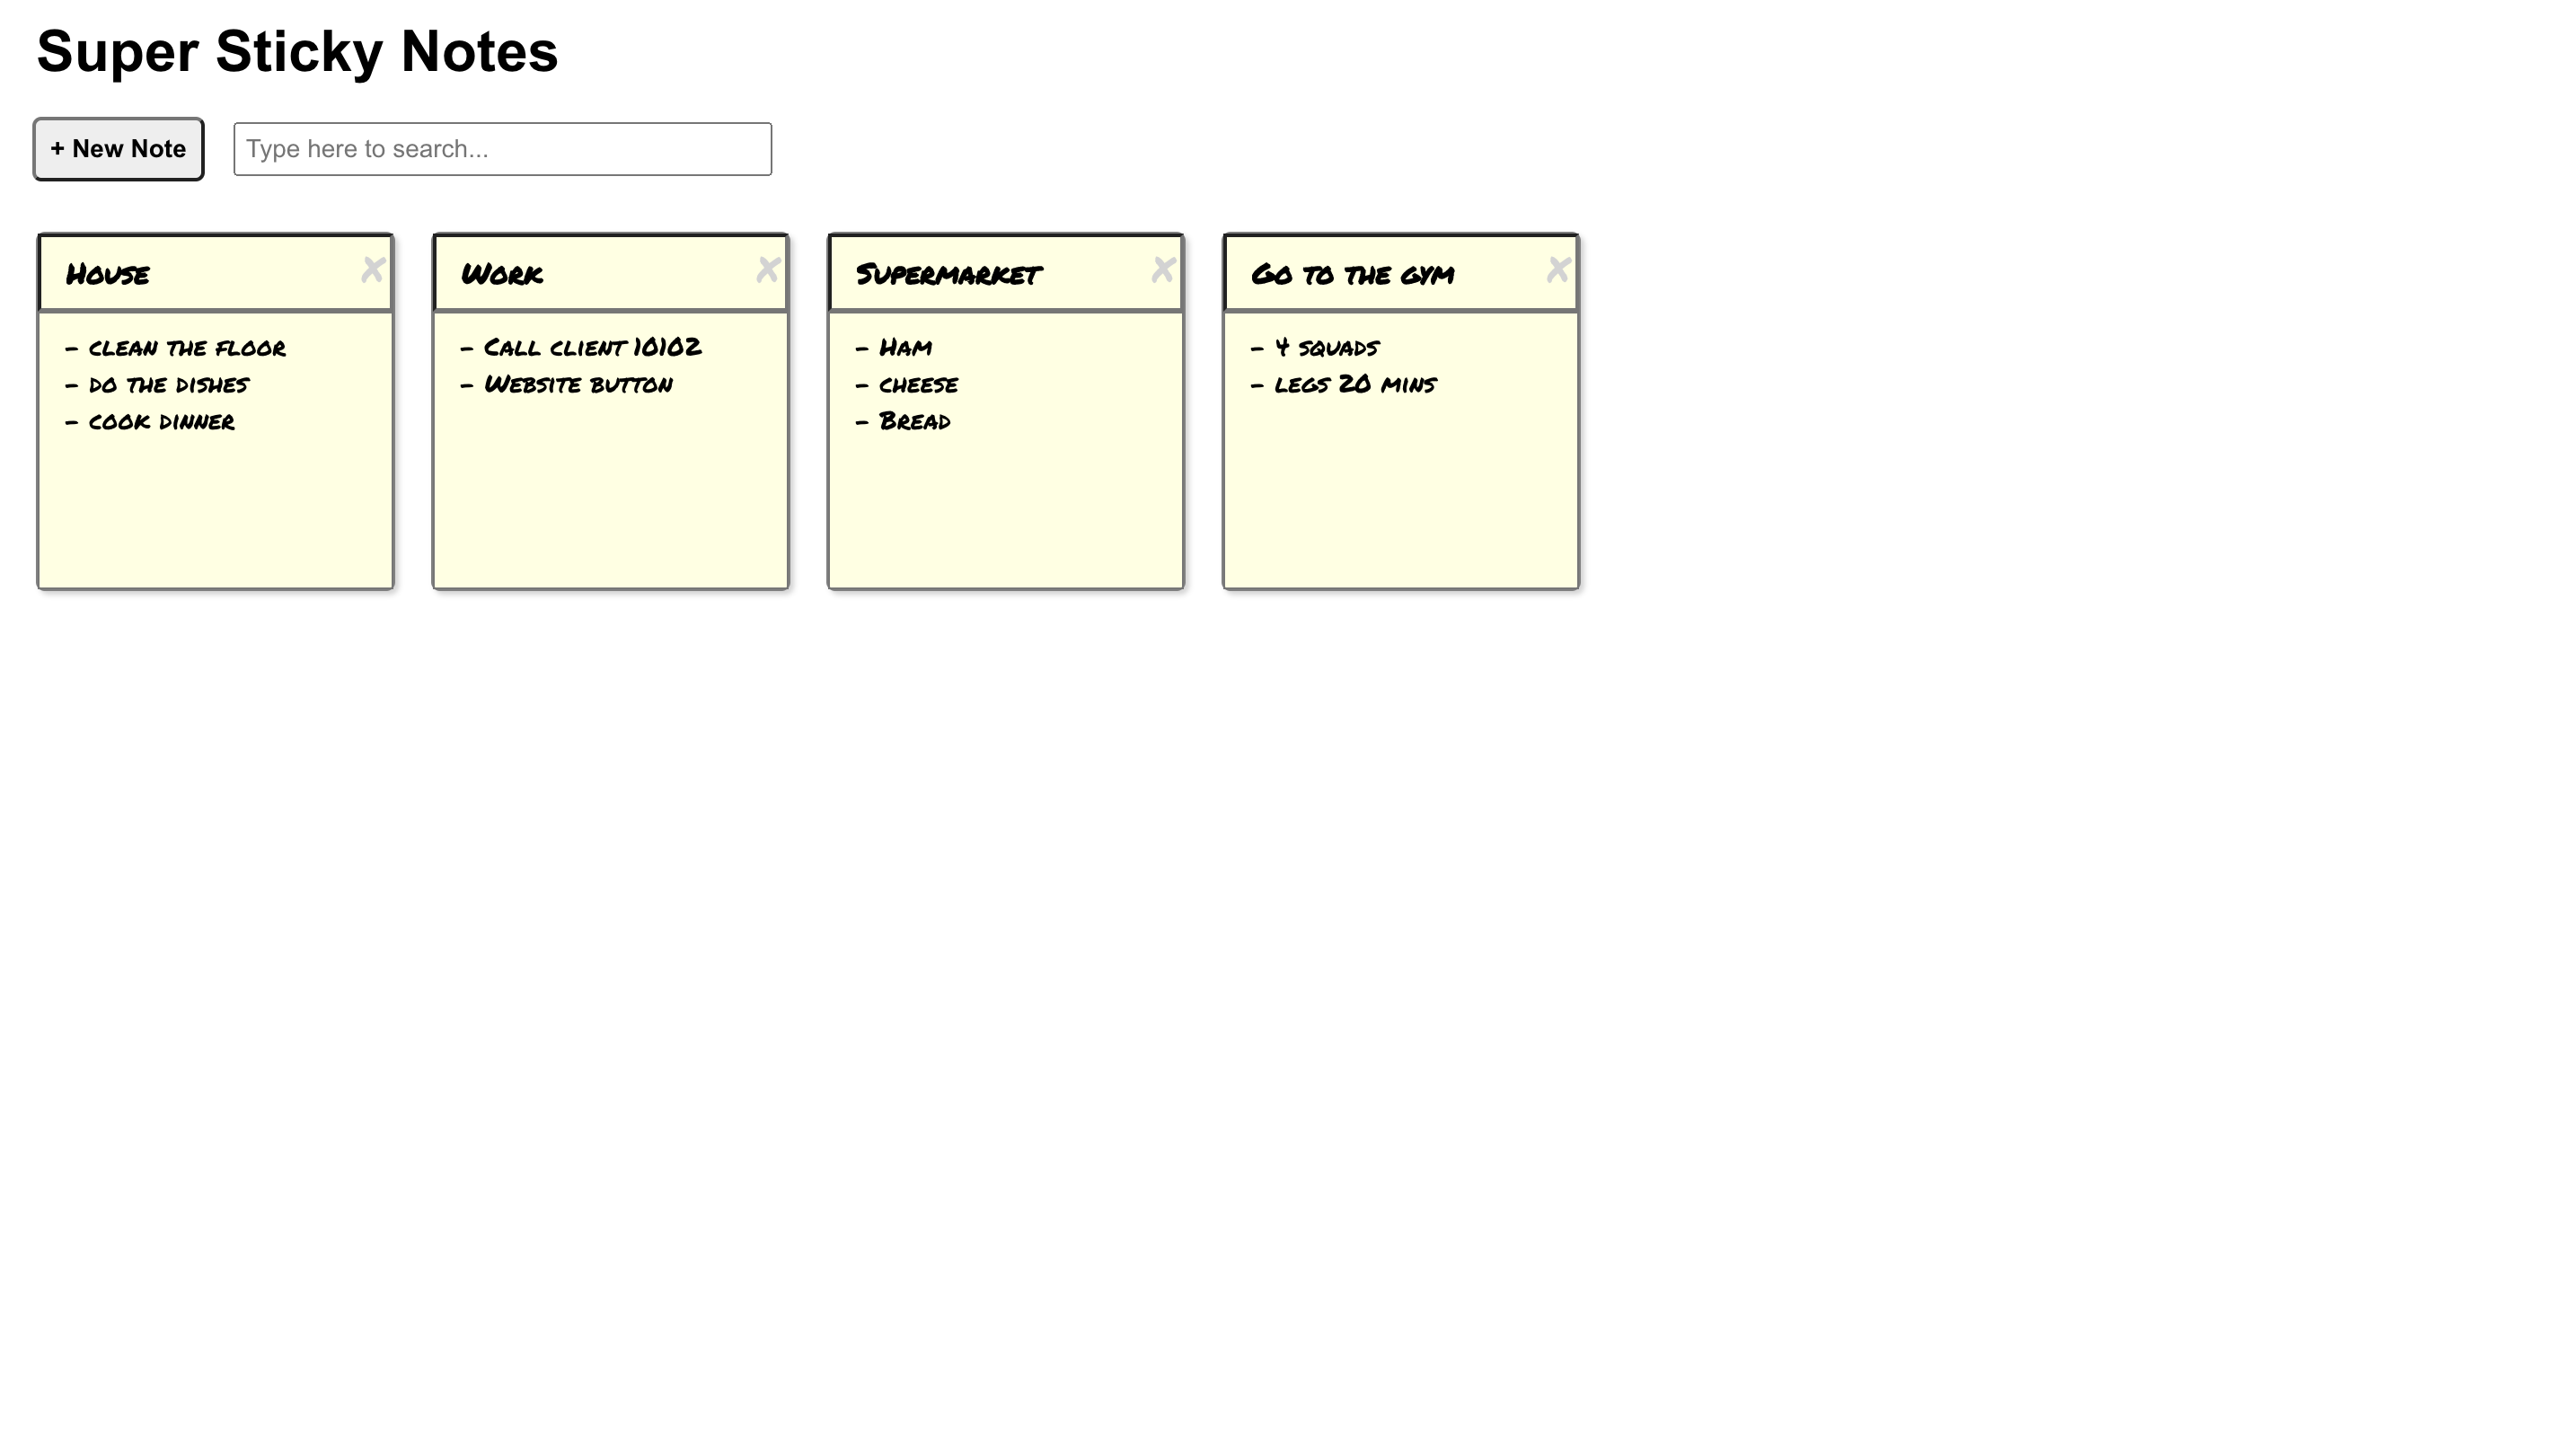 Super Sticky Notes
+ New Note
Type here to search...
House
- clean the floor
- do the dishes
- cook dinner
Work
- Call client 10102
- Website button
Supermarket
- Ham
- cheese
- Bread
Go to the gym
- 4 squads
- legs 20 mins